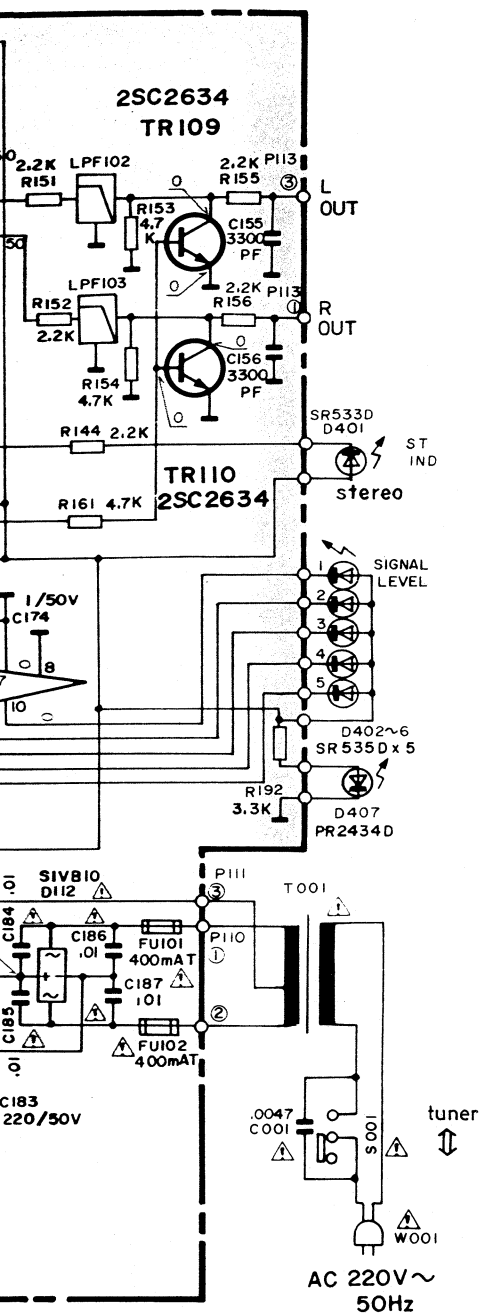 2SC2634
TR109
2.2K
R151
LPF102
R153
4.7
K
O
2.2K
R155
P113
③
L
OUT
C155
3300
PF
50
O
LPF103
R152
2.2K
2.2K
R156
P113
①
R
OUT
O
C156
3300
PF
R154
4.7K
O
R144 2.2K
SR533D
D401
ST
IND
stereo
TR110
2SC2634
R161 4.7K
1
SIGNAL
LEVEL
2
3
4
5
1/50V
C174
O
8
7
10
O
D402~6
SR535D x 5
R192
3.3K
D407
PR2434D
.01
C184
S1VB10
D112
P111
③
T001
C186
.01
FU101
400mAT
P110
①
~
+
-
~
C187
.01
②
C185
.01
FU102
400mAT
C183
220/50V
.0047
C001
S001
tuner
W001
AC 220V~
50Hz